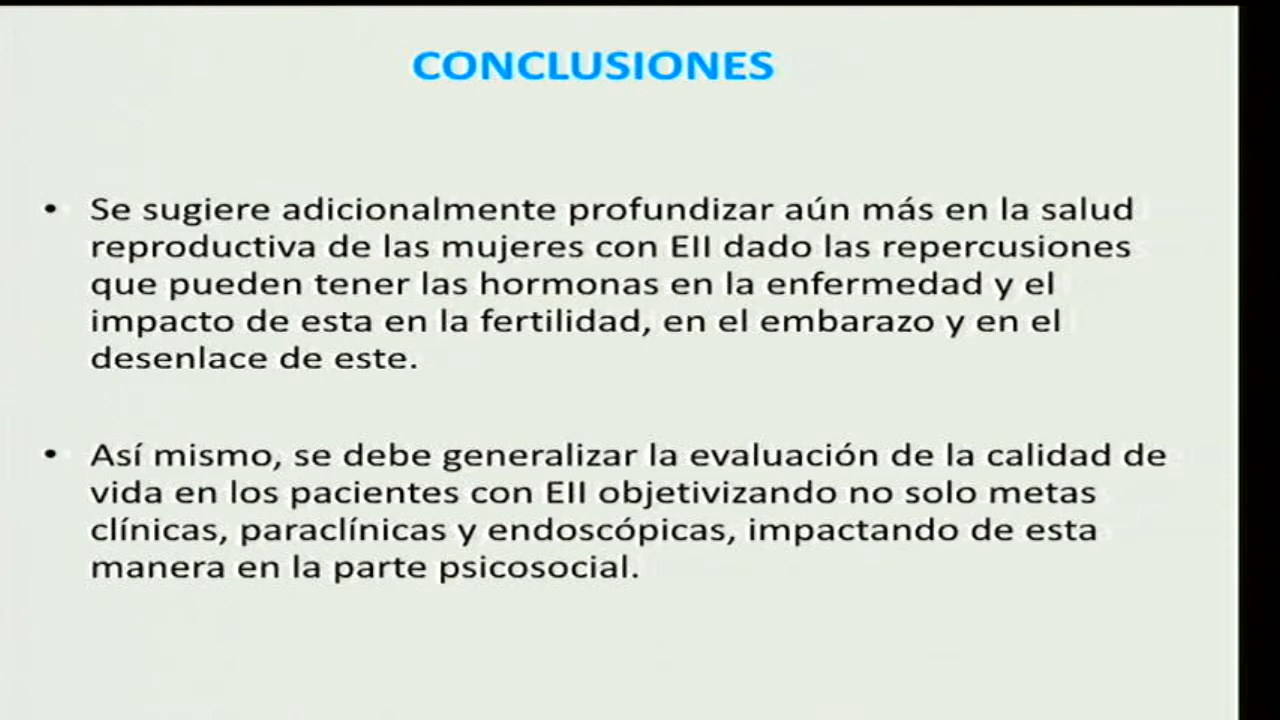 CONCLUSIONES
• Se sugiere adicionalmente profundizar aún más en la salud
reproductiva de las mujeres con EII dado las repercusiones
que pueden tener las hormonas en la enfermedad y el
impacto de esta en la fertilidad, en el embarazo y en el
desenlace de este.
• Así mismo, se debe generalizar la evaluación de la calidad de
vida en los pacientes con EII objetivizando no solo metas
clínicas, paraclínicas y endoscópicas, impactando de esta
manera en la parte psicosocial.